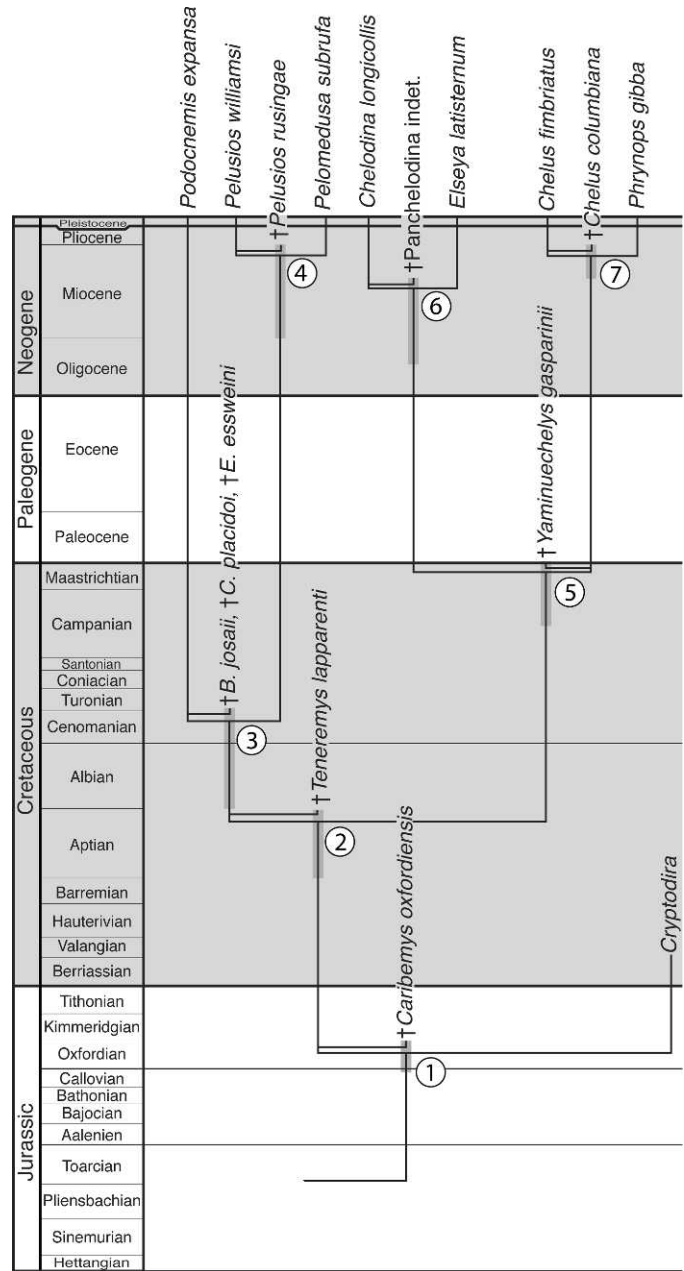 Podocnemis expansa
Pelusios williamsi
†Pelusios rusingae
Pelomedusa subrufa
Chelodina longicollis
†Panchelodina indet.
Elseya latisternum
Chelus fimbriatus
†Chelus columbiana
Phrynops gibba
Neogene
Pleistocene
Pliocene
Miocene
Oligocene
Paleogene
Eocene
Paleocene
Cretaceous
Maastrichtian
Campanian
Santonian
Coniacian
Turonian
Cenomanian
Albian
Aptian
Barremian
Hauterivian
Valangian
Berriassian
Jurassic
Tithonian
Kimmeridgian
Oxfordian
Callovian
Bathonian
Bajocian
Aalenien
Toarcian
Pliensbachian
Sinemurian
Hettangian
4
6
7
†B. josaii, †C. placidoi, †E. essweini
†Yaminuechelys gasparinii
5
3
†Teneremys lapparenti
2
†Caribemys oxfordiensis
Cryptodira
1